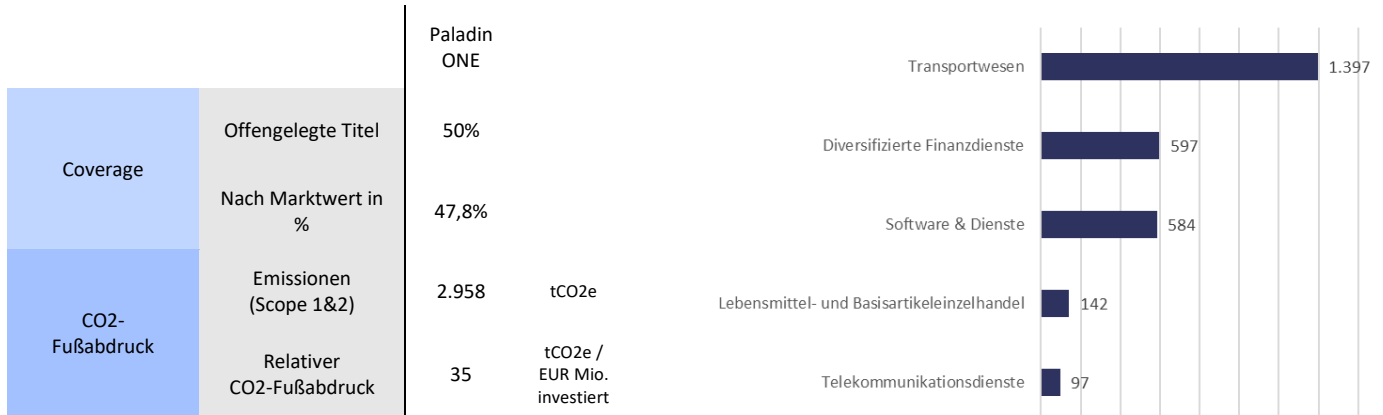 Paladin
ONE
Coverage
Offengelegte Titel
50%
Nach Marktwert in
%
47,8%
CO2-
Fußabdruck
Emissionen
(Scope 1&2)
2.958
tCO2e
Relativer
CO2-Fußabdruck
35
tCO2e /
EUR Mio.
investiert
Transportwesen
1.397
Diversifizierte Finanzdienste
597
Software & Dienste
584
Lebensmittel- und Basisartikeleinzelhandel
142
Telekommunikationsdienste
97